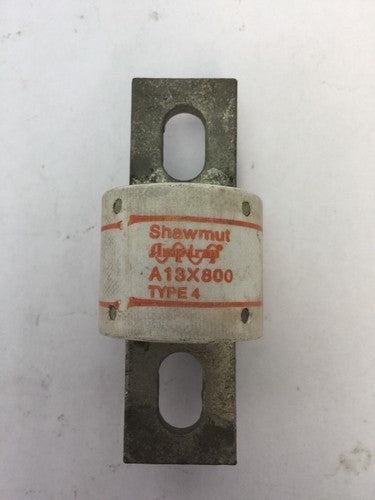 Shawmut
Amp-trap®
A13X800
TYPE 4